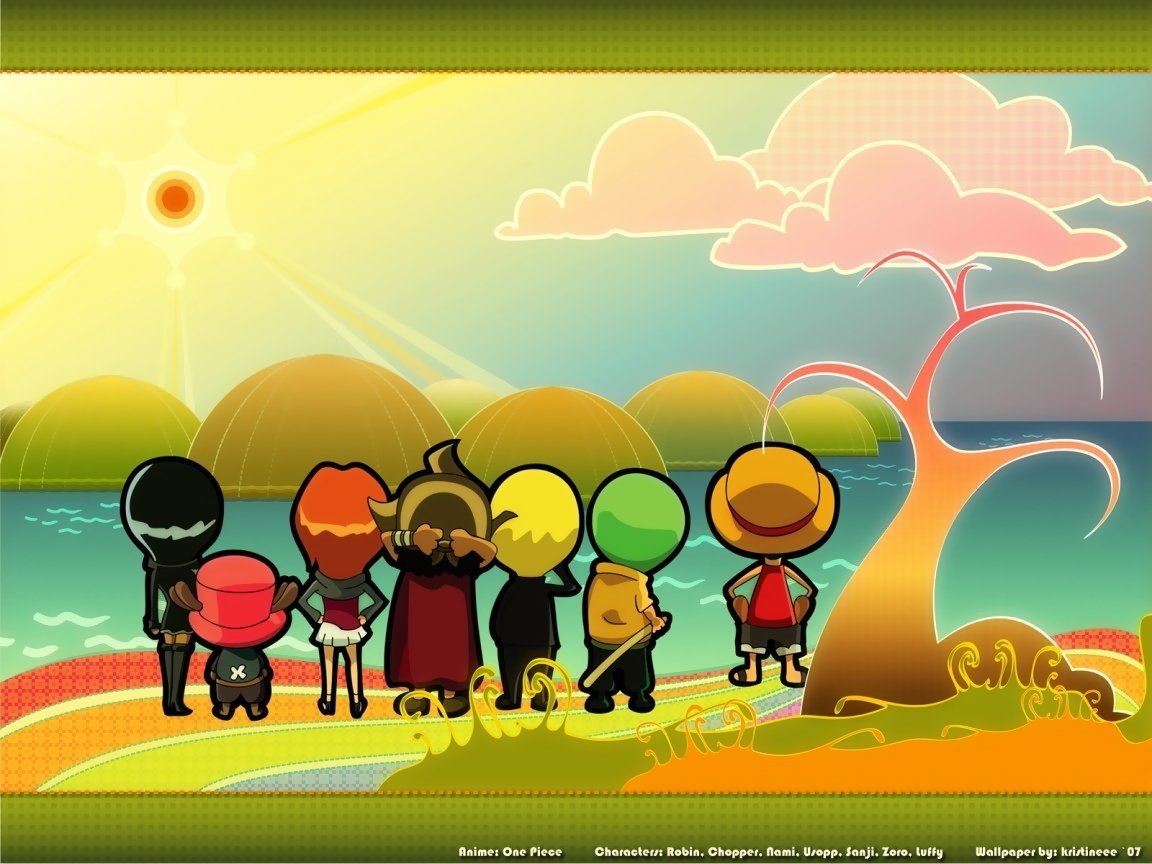 Anime: One Piece Characters: Robin, Chopper, Nami, Usopp, Sanji, Zoro, Luffy Wallpaper by: kristineee `07